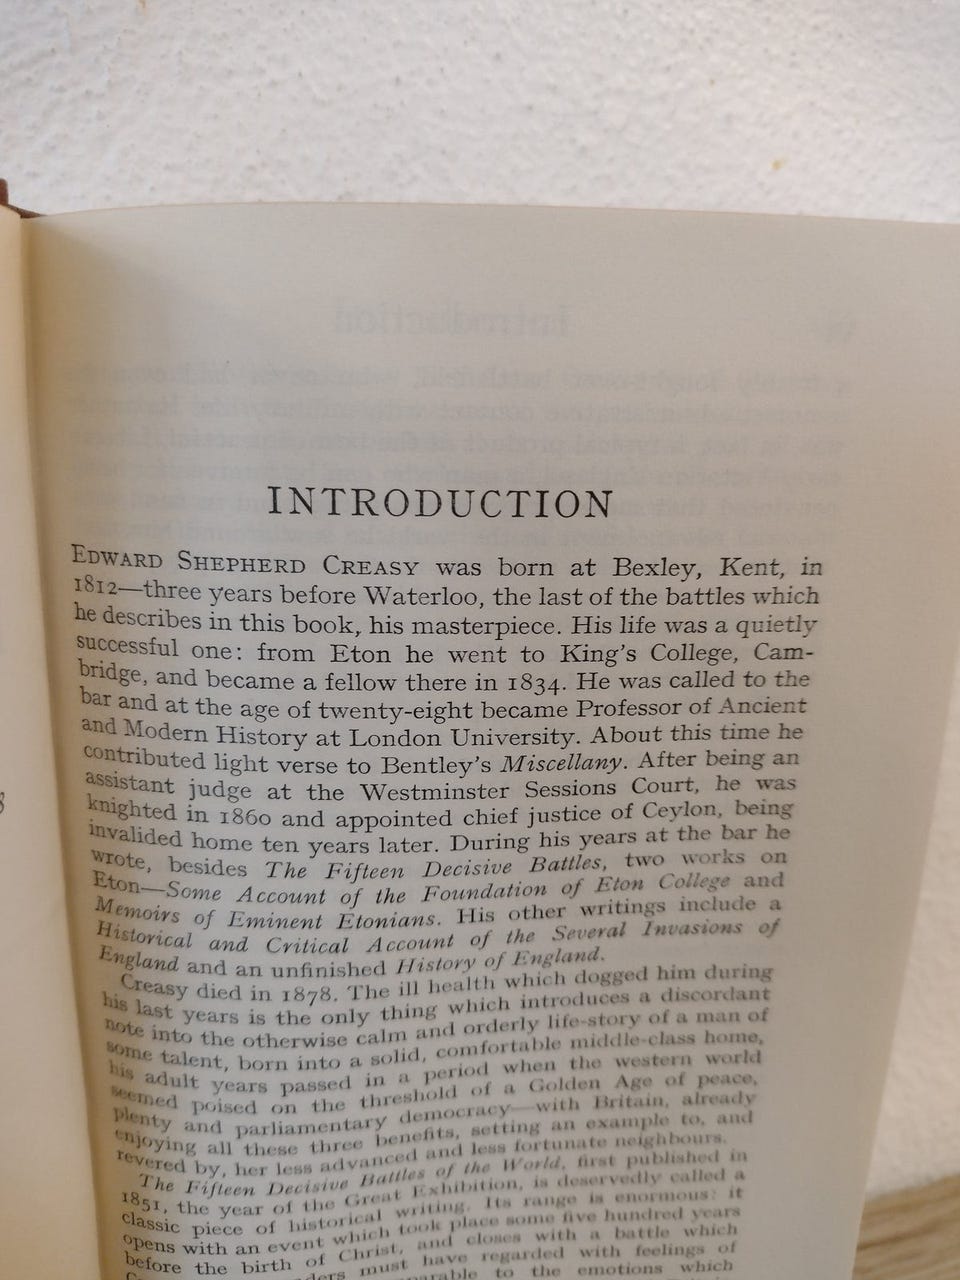 INTRODUCTION
EDWARD SHEPHERD CREASY was born at Bexley, Kent, in
1812—three years before Waterloo, the last of the battles which
he describes in this book, his masterpiece. His life was a quietly
successful one: from Eton he went to King's College, Cam-
bridge, and became a fellow there in 1834. He was called to the
bar and at the age of twenty-eight became Professor of Ancient
and Modern History at London University. About this time he
contributed light verse to Bentley's Miscellany. After being an
assistant judge at the Westminster Sessions Court, he was
knighted in 1860 and appointed chief justice of Ceylon, being
invalided home ten years later. During his years at the bar he
wrote, besides The Fifteen Decisive Battles, two works on
Eton—Some Account of the Foundation of Eton College and
Memoirs of Eminent Etonians. His other writings include a
Historical and Critical Account of the Several Invasions of
England and an unfinished History of England.
Creasy died in 1878. The ill health which dogged him during
his last years is the only thing which introduces a discordant
note into the otherwise calm and orderly life-story of a man of
some talent, born into a solid, comfortable middle-class home,
his adult years passed in a period when the western world
seemed poised on the threshold of a Golden Age of peace,
plenty and parliamentary democracy—with Britain, already
enjoying all these three benefits, setting an example to, and
revered by, her less advanced and less fortunate neighbours.
The Fifteen Decisive Battles of the World, first published in
1851, the year of the Great Exhibition, is deservedly called a
classic piece of historical writing. Its range is enormous: it
opens with an event which took place some five hundred years
before the birth of Christ, and closes with a battle which
must have regarded with feelings of
to the emotions which